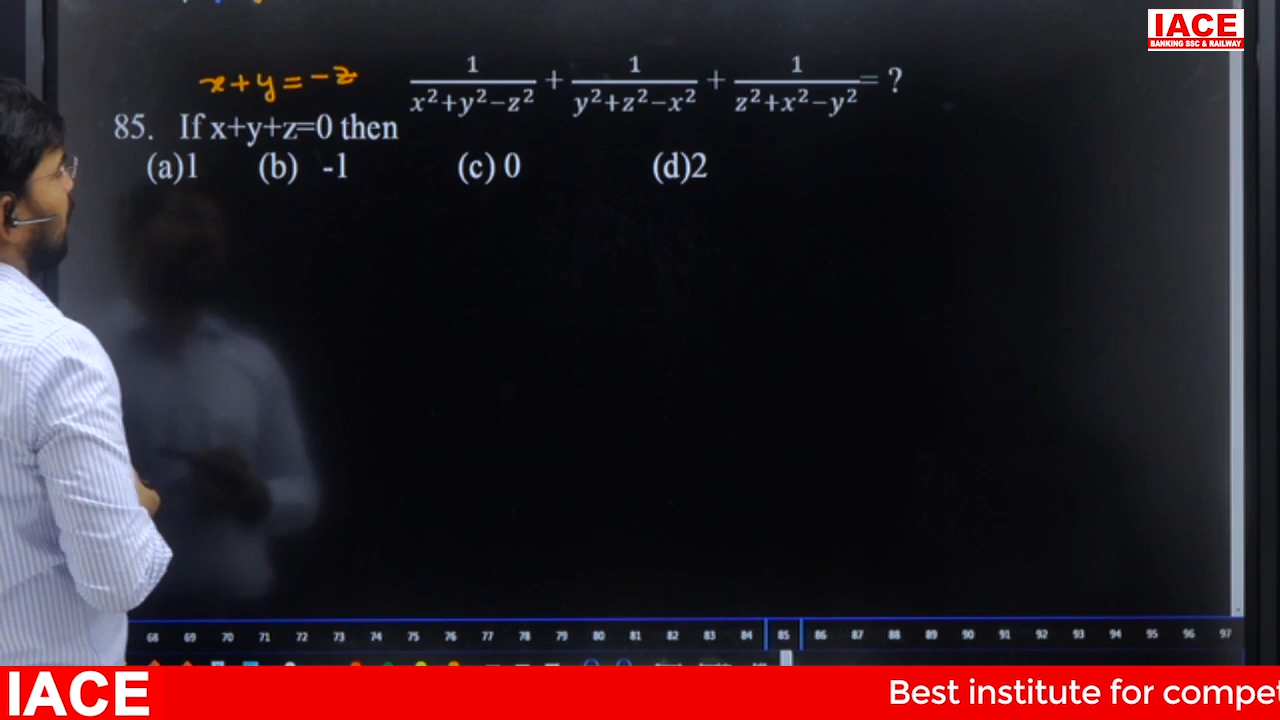 IACE
BANKING SSC & RAILWAY
x+y=-z
1/(x²+y²−z²) + 1/(y²+z²−x²) + 1/(z²+x²−y²) = ?
85. If x+y+z=0 then
(a)1 (b) -1 (c) 0 (d)2
68 69 70 71 72 73 74 75 76 77 78 79 80 81 82 83 84 85 86 87 88 89 90 91 92 93 94 95 96 97
IACE
Best institute for compet